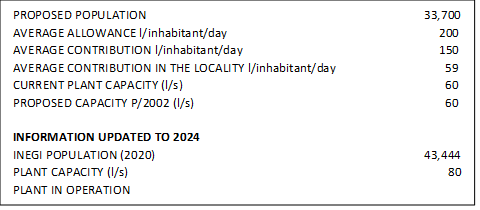 PROPOSED POPULATION 33,700
AVERAGE ALLOWANCE l/inhabitant/day 200
AVERAGE CONTRIBUTION l/inhabitant/day 150
AVERAGE CONTRIBUTION IN THE LOCALITY l/inhabitant/day 59
CURRENT PLANT CAPACITY (l/s) 60
PROPOSED CAPACITY P/2002 (l/s) 60
INFORMATION UPDATED TO 2024
INEGI POPULATION (2020) 43,444
PLANT CAPACITY (l/s) 80
PLANT IN OPERATION